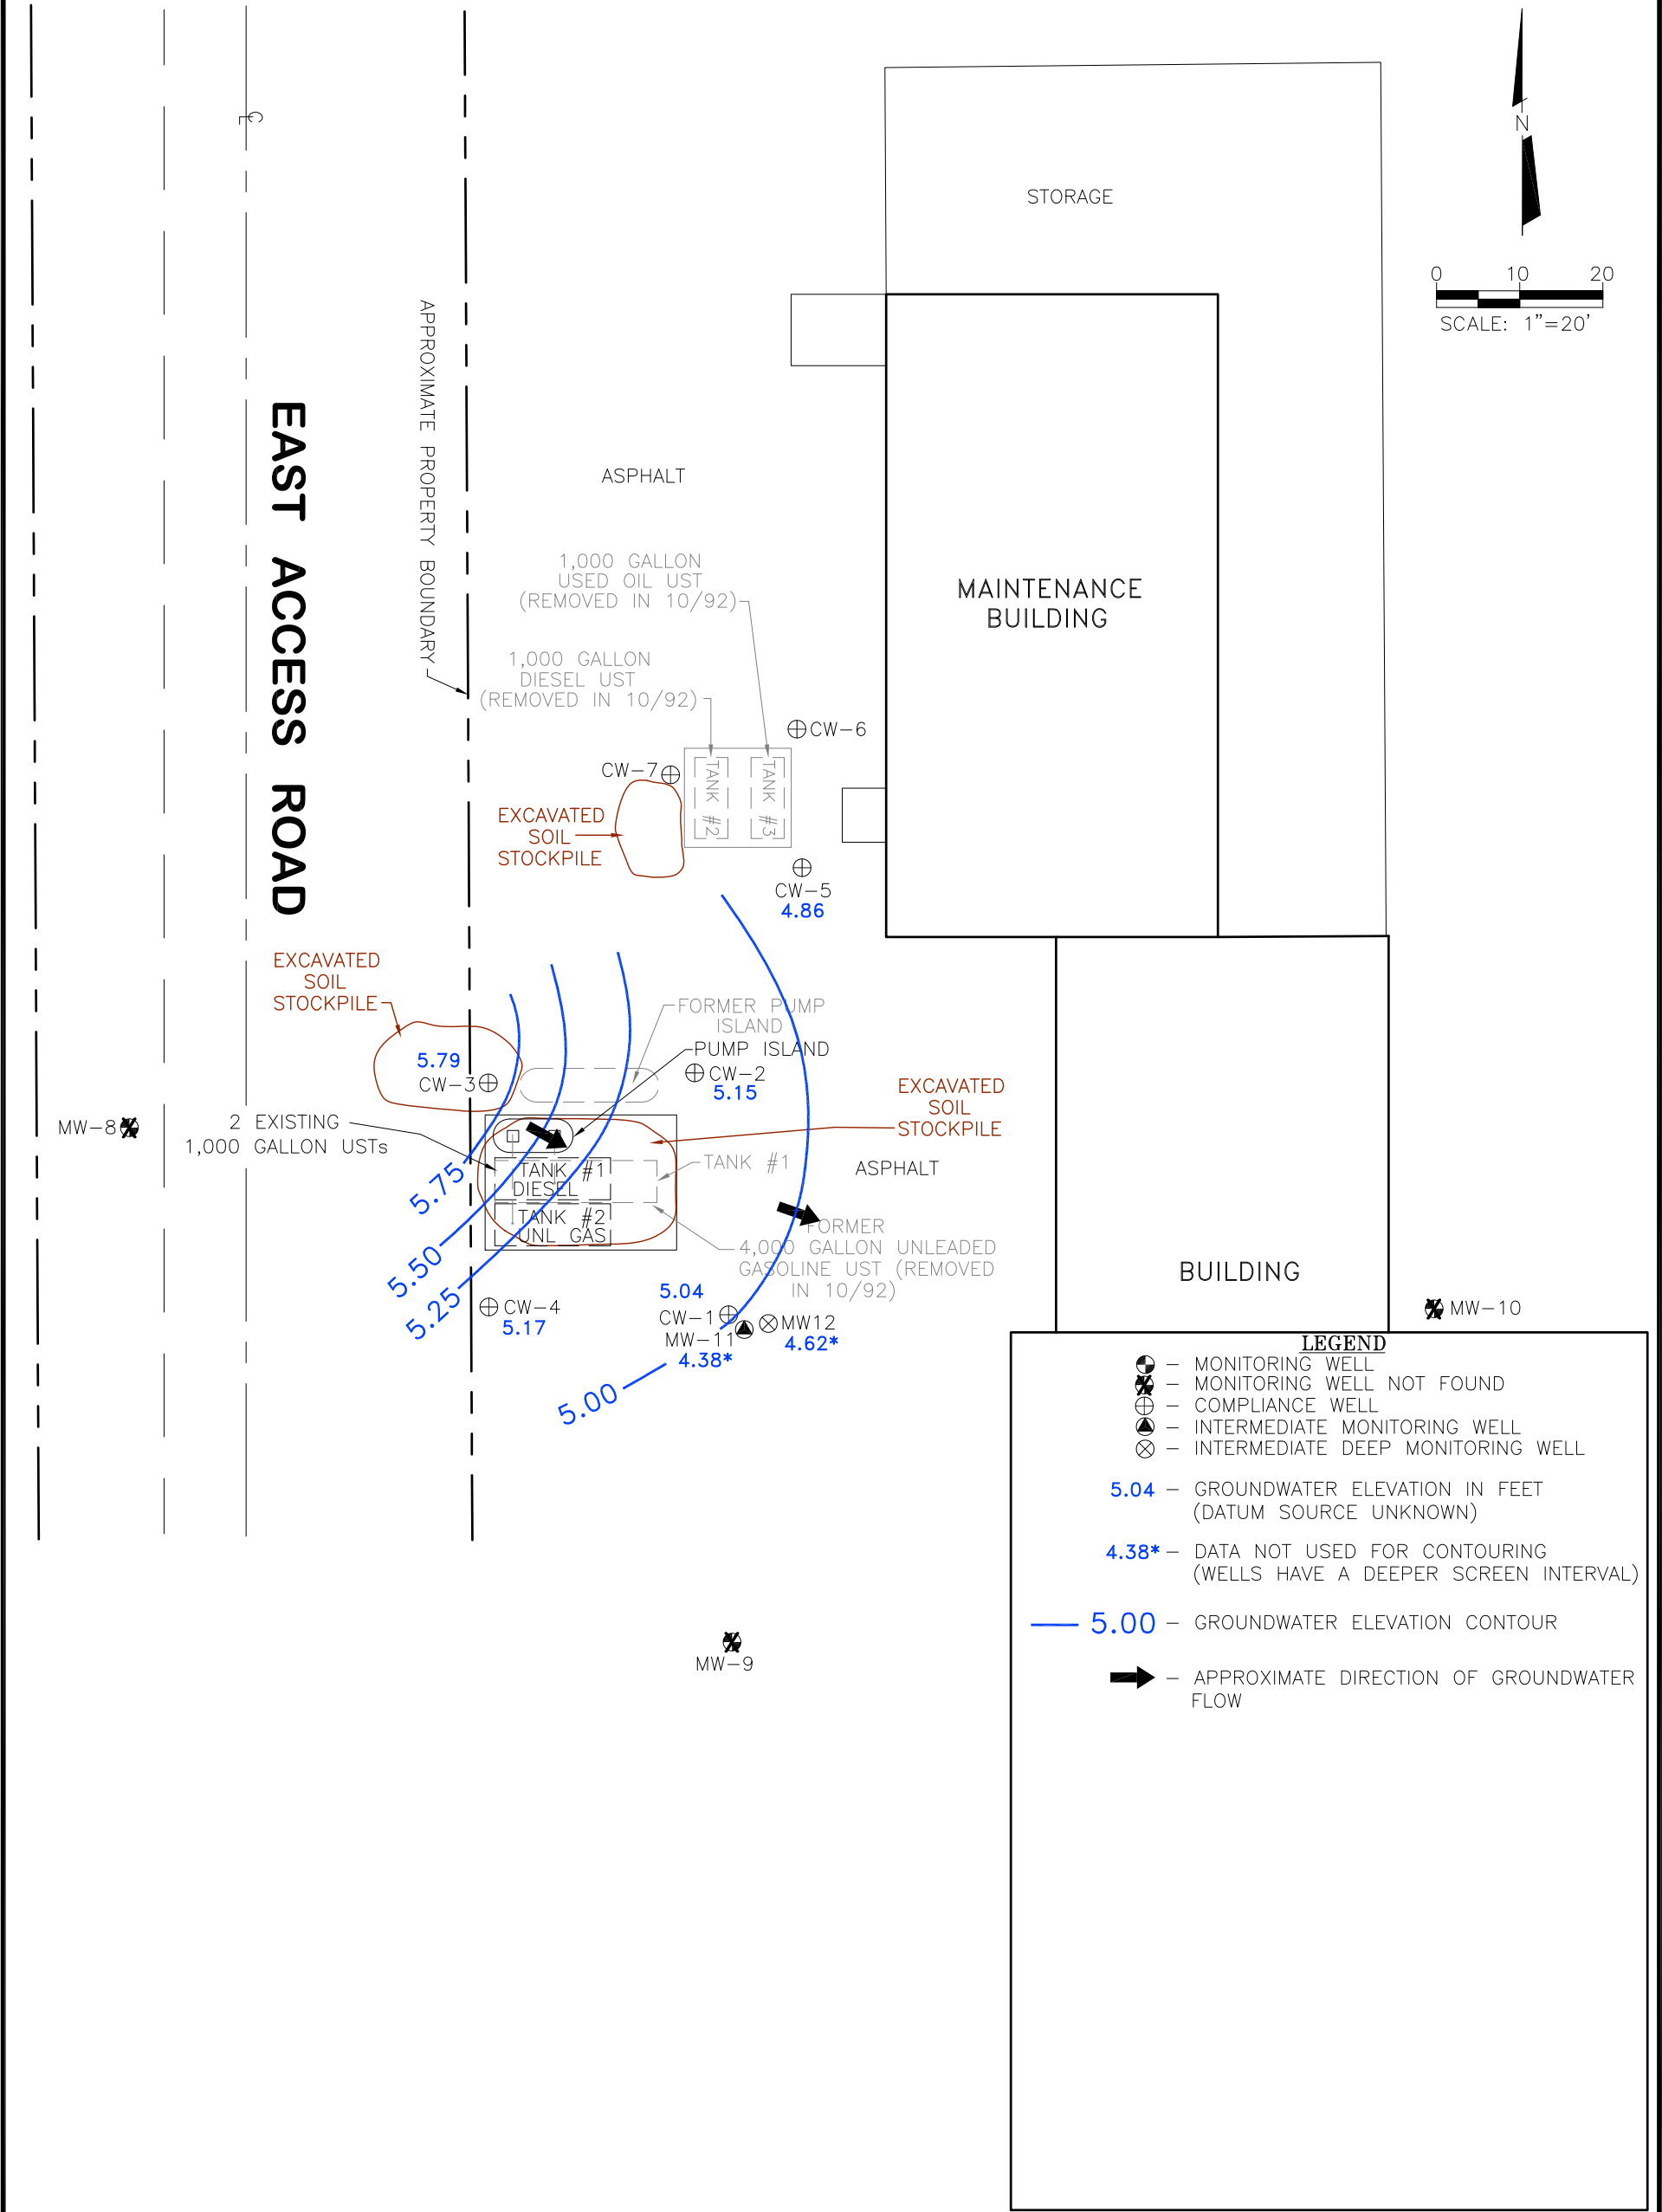 N
0 10 20
SCALE: 1"=20'
STORAGE
EAST ACCESS ROAD
APPROXIMATE PROPERTY BOUNDARY
ASPHALT
MAINTENANCE
BUILDING
1,000 GALLON
USED OIL UST
(REMOVED IN 10/92)
1,000 GALLON
DIESEL UST
(REMOVED IN 10/92)
CW-6
CW-7
TANK #2
TANK #3
EXCAVATED
SOIL
STOCKPILE
CW-5
4.86
EXCAVATED
SOIL
STOCKPILE
FORMER PUMP
ISLAND
PUMP ISLAND
5.79
CW-3
CW-2
5.15
EXCAVATED
SOIL
STOCKPILE
MW-8
2 EXISTING
1,000 GALLON USTs
TANK #1
ASPHALT
TANK #1
DIESEL
TANK #2
UNL GAS
5.75
5.50
5.25
FORMER
4,000 GALLON UNLEADED
GASOLINE UST (REMOVED
IN 10/92)
BUILDING
CW-4
5.17
5.04
CW-1
MW-11
4.38*
MW12
4.62*
5.00
MW-10
MW-9
LEGEND
- MONITORING WELL
- MONITORING WELL NOT FOUND
- COMPLIANCE WELL
- INTERMEDIATE MONITORING WELL
- INTERMEDIATE DEEP MONITORING WELL
5.04 - GROUNDWATER ELEVATION IN FEET
(DATUM SOURCE UNKNOWN)
4.38* - DATA NOT USED FOR CONTOURING
(WELLS HAVE A DEEPER SCREEN INTERVAL)
5.00 - GROUNDWATER ELEVATION CONTOUR
- APPROXIMATE DIRECTION OF GROUNDWATER
FLOW